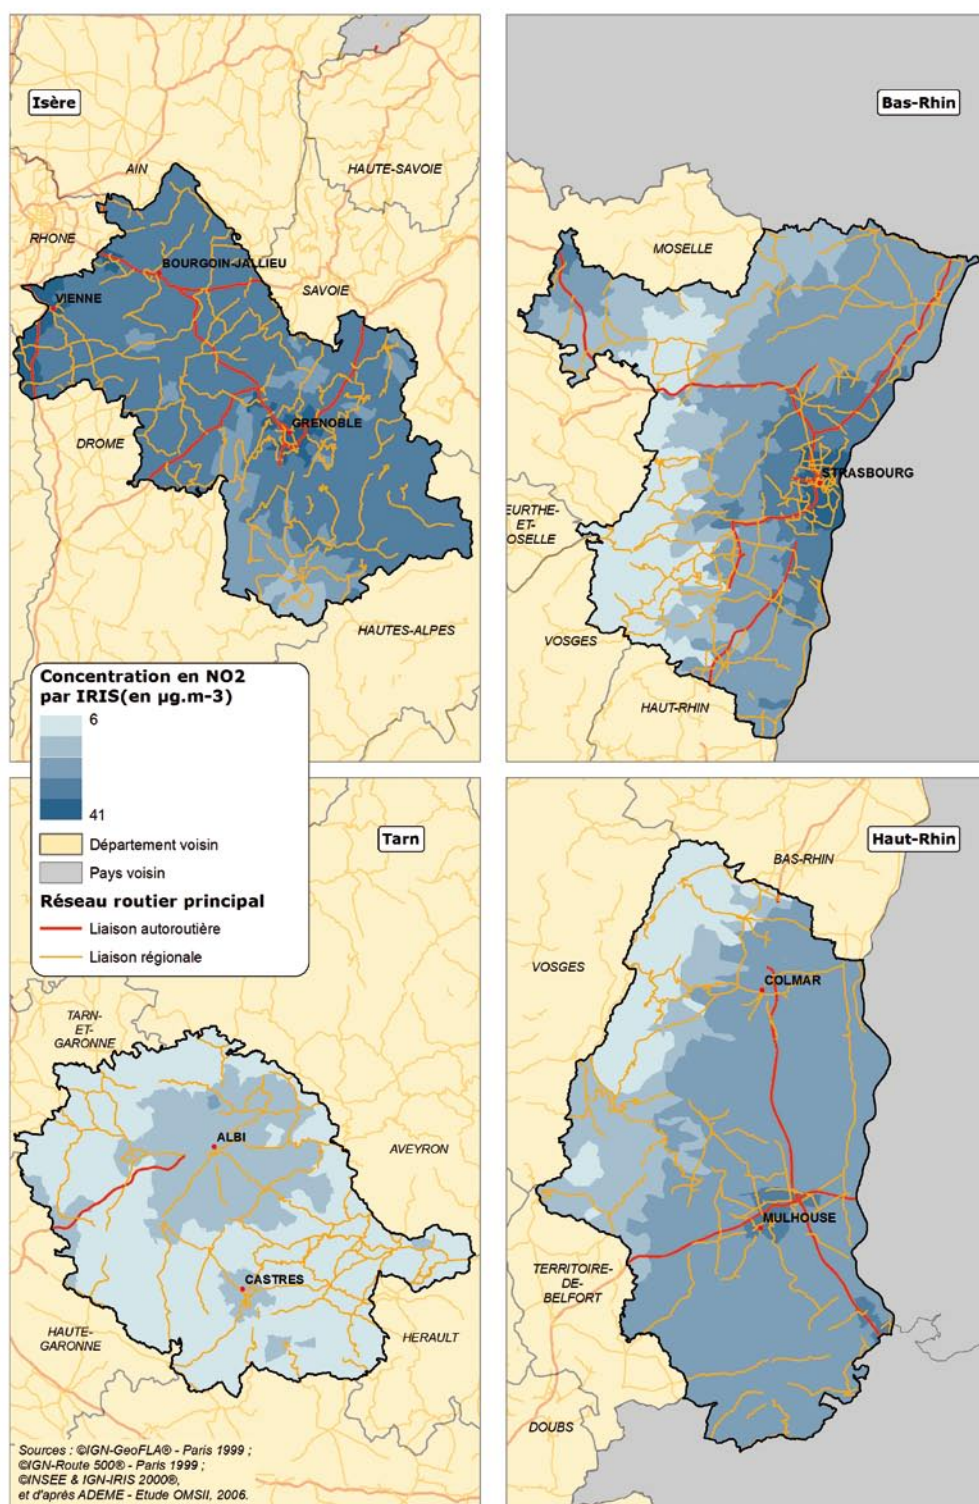 Isère
AIN
HAUTE-SAVOIE
RHONE
BOURGOIN-JALLIEU
SAVOIE
VIENNE
GRENOBLE
DROME
HAUTES-ALPES
Bas-Rhin
MOSELLE
STRASBOURG
EURTHE-
ET-
OSELLE
VOSGES
HAUT-RHIN
Concentration en NO2
par IRIS(en µg.m-3)
6
41
Département voisin
Pays voisin
Réseau routier principal
Liaison autoroutière
Liaison régionale
Tarn
TARN-
ET-
GARONNE
ALBI
AVEYRON
CASTRES
HAUTE-
GARONNE
HERAULT
Sources : ©IGN-GeoFLA® - Paris 1999 ;
©IGN-Route 500® - Paris 1999 ;
©INSEE & IGN-IRIS 2000®,
et d'après ADEME - Etude OMSII, 2006.
Haut-Rhin
BAS-RHIN
VOSGES
COLMAR
MULHOUSE
TERRITOIRE-
DE-
BELFORT
DOUBS